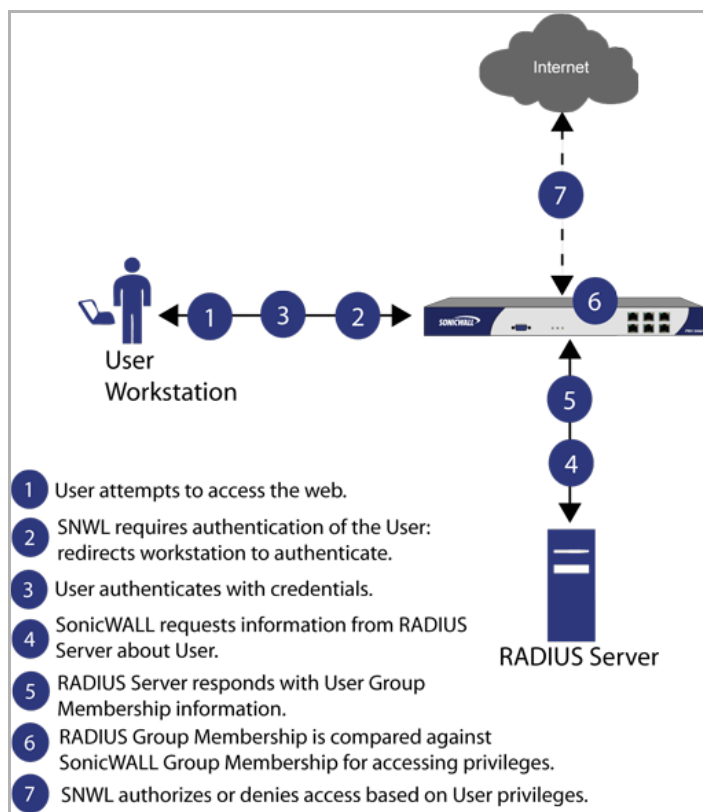 Internet
7
1
3
2
6
SONICWALL
User
Workstation
5
4
RADIUS Server
1 User attempts to access the web.
2 SNWL requires authentication of the User:
redirects workstation to authenticate.
3 User authenticates with credentials.
4 SonicWALL requests information from RADIUS
Server about User.
5 RADIUS Server responds with User Group
Membership information.
6 RADIUS Group Membership is compared against
SonicWALL Group Membership for accessing privileges.
7 SNWL authorizes or denies access based on User privileges.